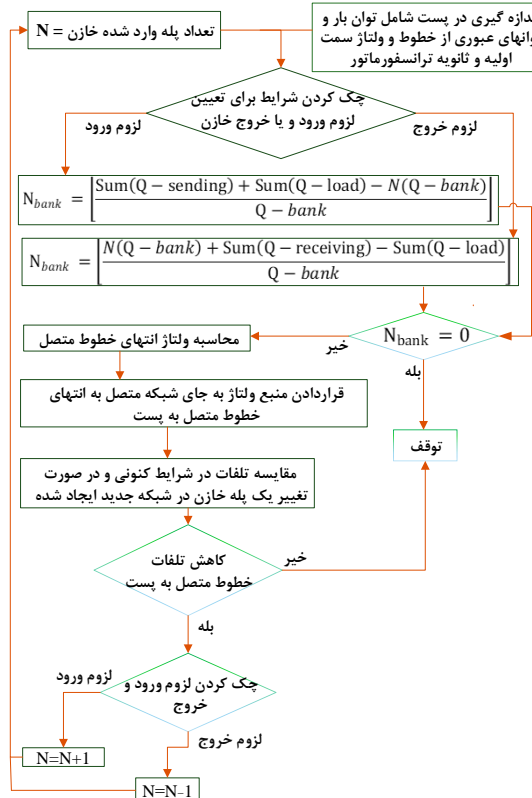 تعداد پله وارد شده خازن = N
ندازه گیری در پست شامل توان بار و
وانهای عبوری از خطوط و ولتاژ سمت
اولیه و ثانویه ترانسفورماتور
چک کردن شرایط برای تعیین
لزوم ورود و یا خروج خازن
لزوم ورود
لزوم خروج
N_bank = ⌊(Sum(Q − sending) + Sum(Q − load) − N(Q − bank)) / (Q − bank)⌋
N_bank = ⌊(N(Q − bank) + Sum(Q − receiving) − Sum(Q − load)) / (Q − bank)⌋
N_bank = 0
خیر
بله
محاسبه ولتاژ انتهای خطوط متصل
قراردادن منبع ولتاژ به جای شبکه متصل به انتهای
خطوط متصل به پست
توقف
مقایسه تلفات در شرایط کنونی و در صورت
تغییر یک پله خازن در شبکه جدید ایجاد شده
کاهش تلفات
خطوط متصل به پست
خیر
بله
چک کردن لزوم ورود و
خروج
لزوم ورود
لزوم خروج
N=N+1
N=N-1